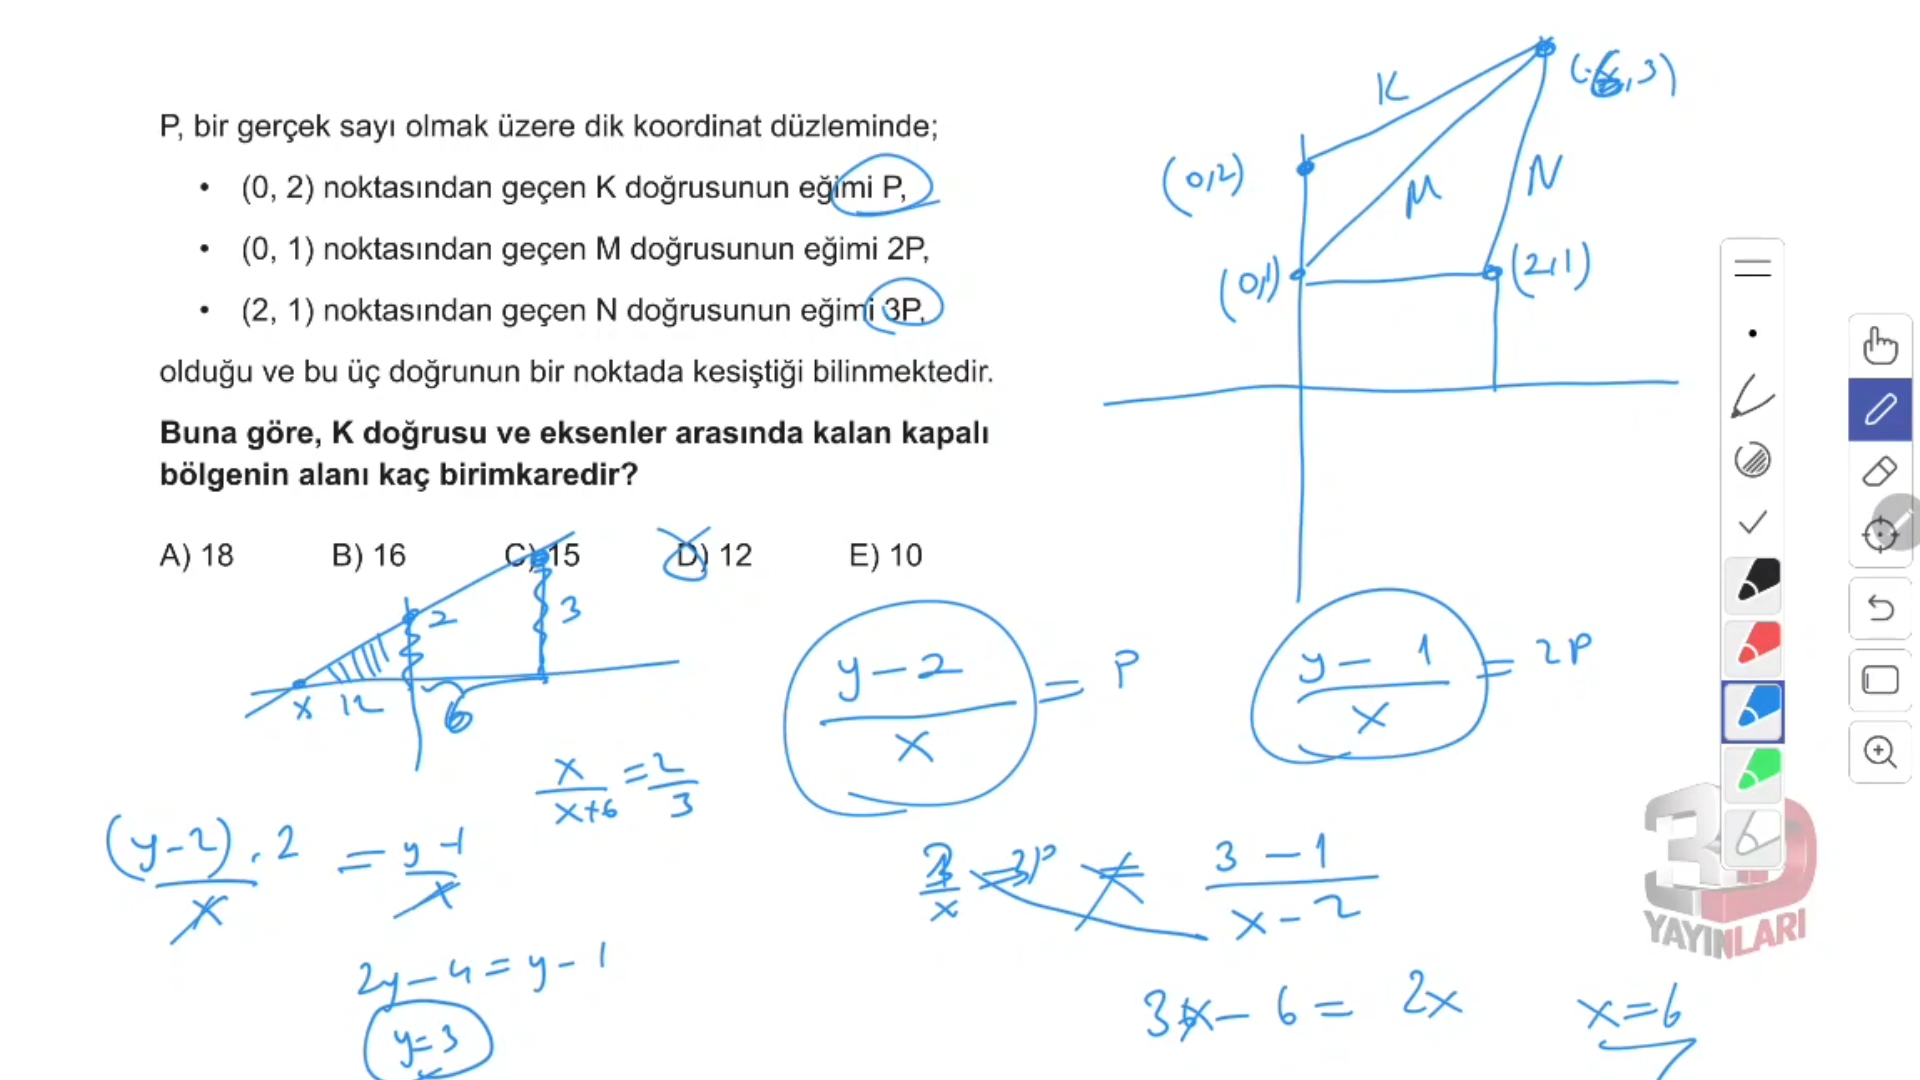 P, bir gerçek sayı olmak üzere dik koordinat düzleminde;
• (0, 2) noktasından geçen K doğrusunun eğimi P,
• (0, 1) noktasından geçen M doğrusunun eğimi 2P,
• (2, 1) noktasından geçen N doğrusunun eğimi 3P,
olduğu ve bu üç doğrunun bir noktada kesiştiği bilinmektedir.
Buna göre, K doğrusu ve eksenler arasında kalan kapalı
bölgenin alanı kaç birimkaredir?
A) 18 B) 16 C) 15 D) 12 E) 10
K
M
N
(0,2)
(0,1)
(2,1)
2
3
x 12
6
x/x+6 = 2/3
y-2/x = P
y-1/x = 2P
(y-2).2/x = y-1/x
2y-4=y-1
y=3
3-1/x-2
3x-6=2x
x=6
3D
YAYINLARI